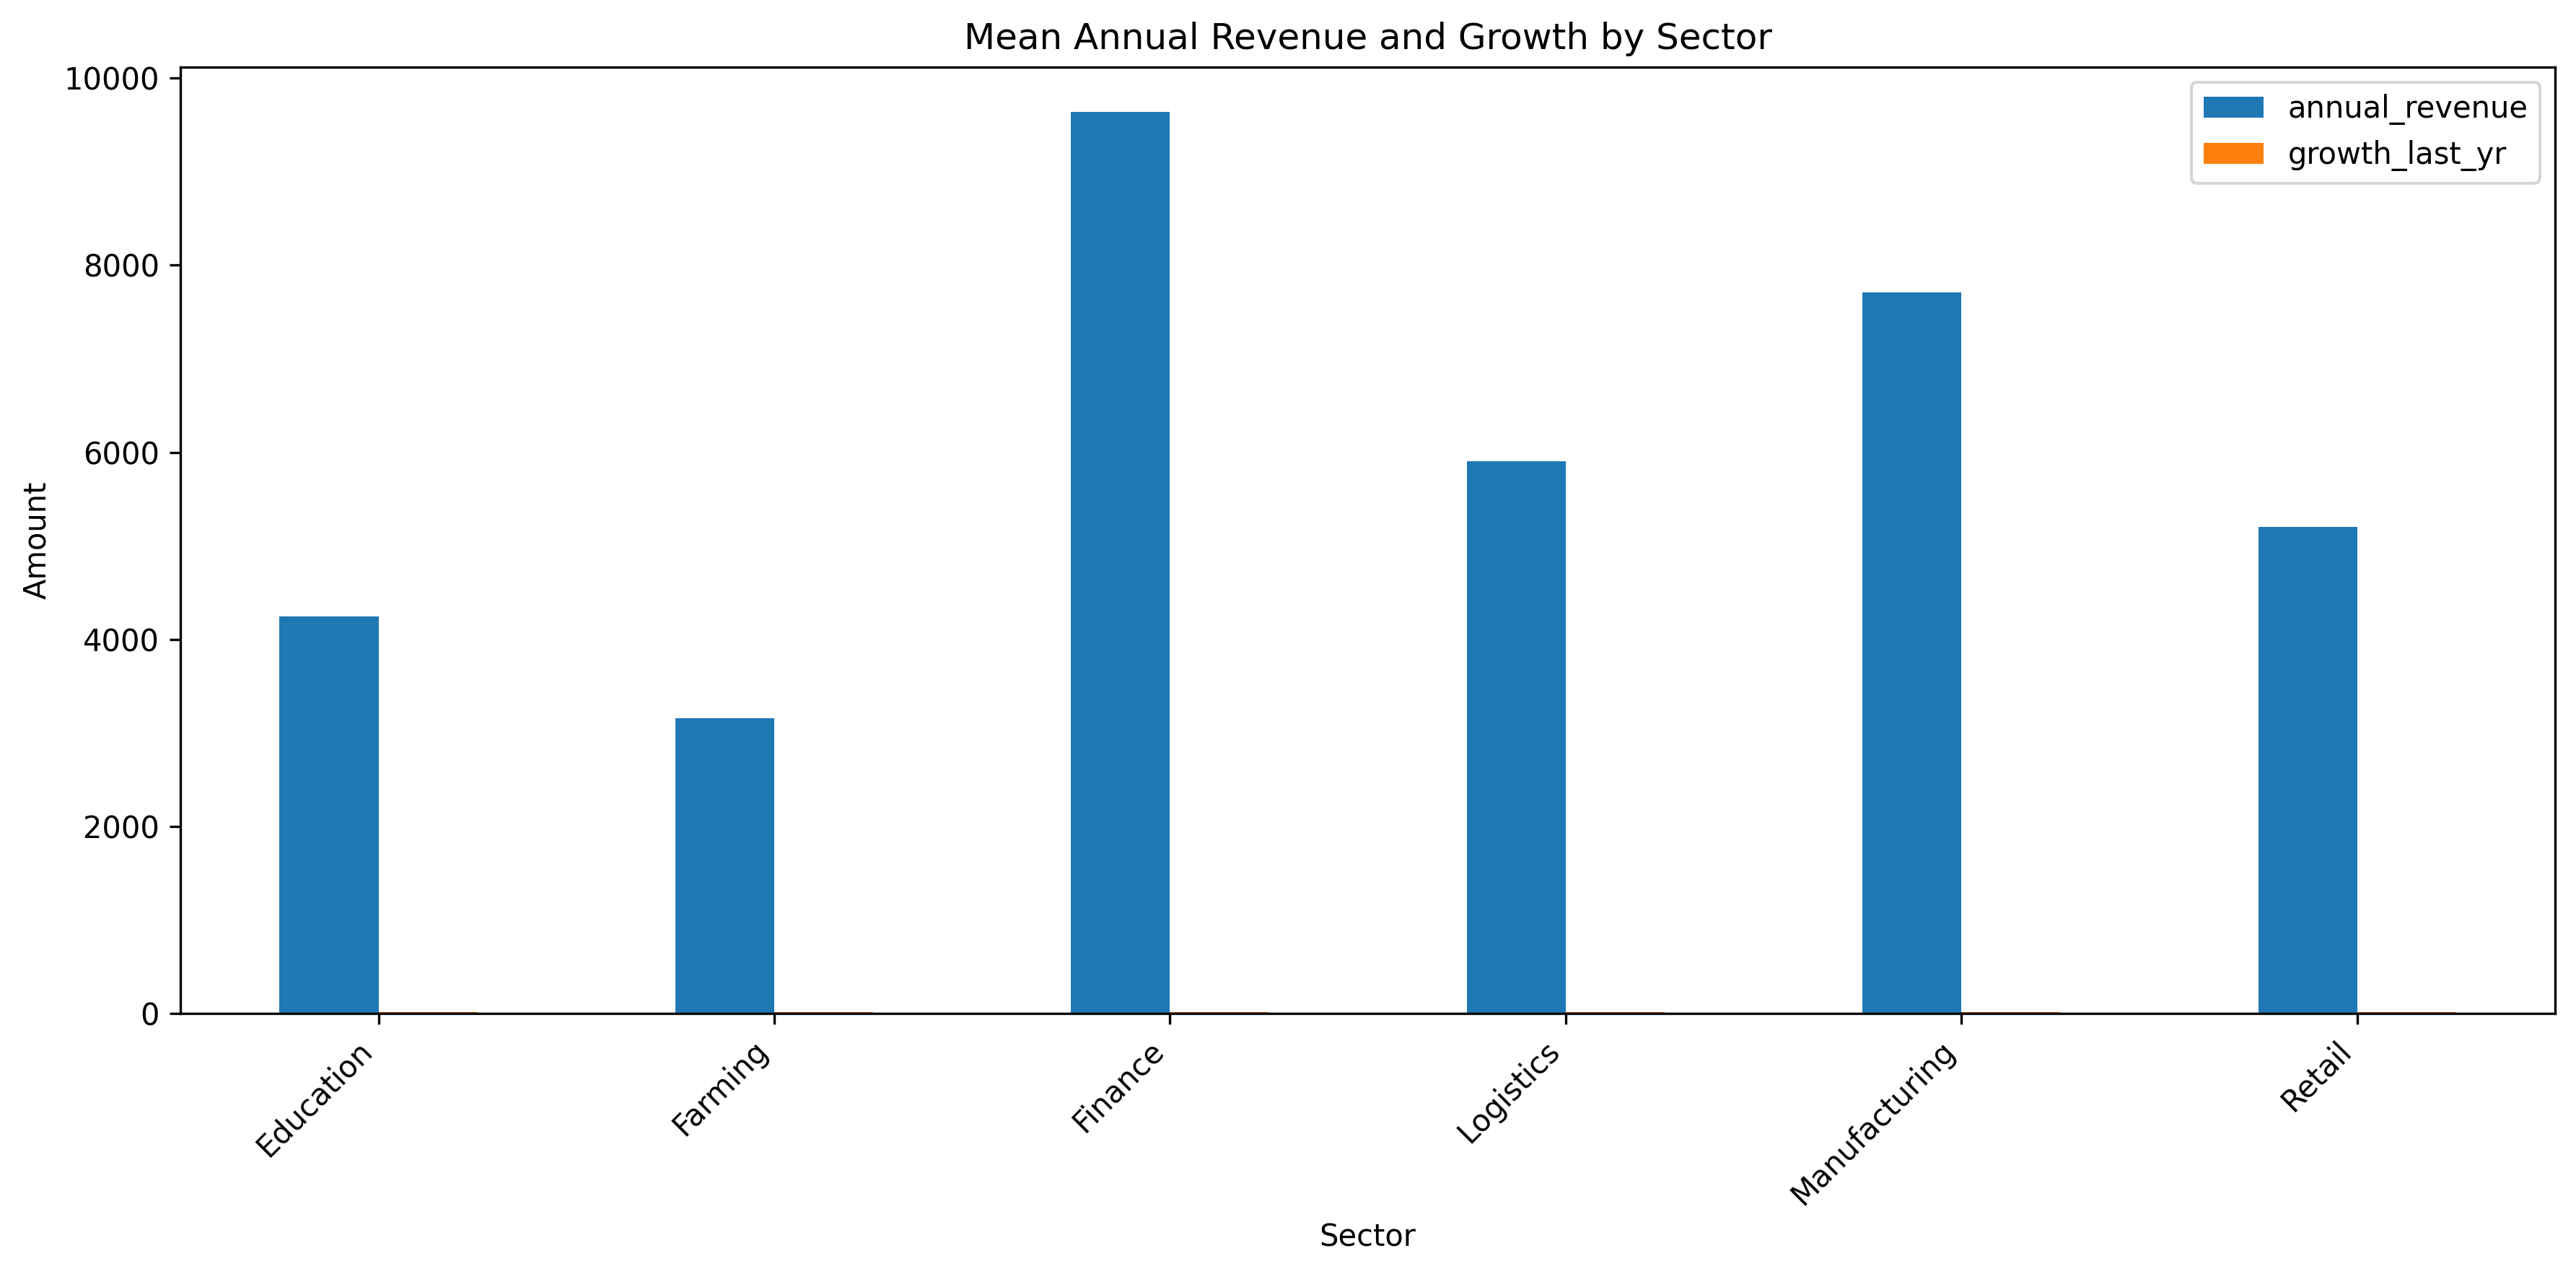 Mean Annual Revenue and Growth by Sector
annual_revenue
growth_last_yr
Amount
10000
8000
6000
4000
2000
0
Education
Farming
Finance
Logistics
Manufacturing
Retail
Sector